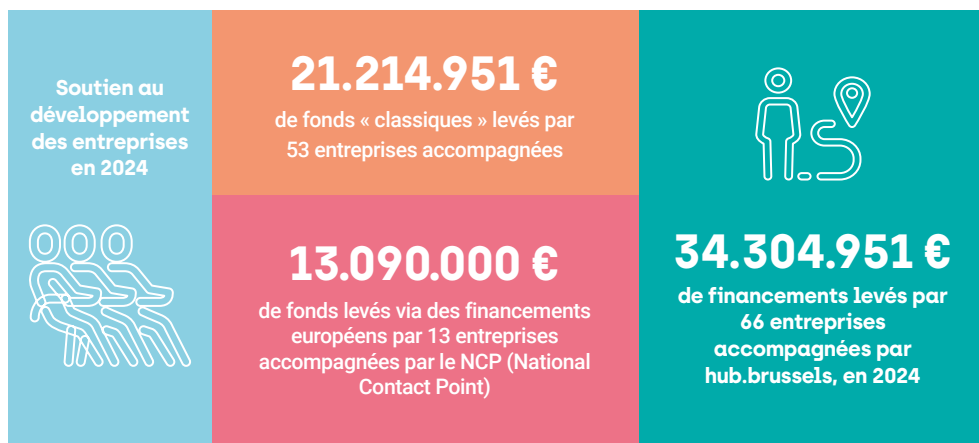 Soutien au
développement
des entreprises
en 2024
21.214.951 €
de fonds « classiques » levés par
53 entreprises accompagnées
13.090.000 €
de fonds levés via des financements
européens par 13 entreprises
accompagnées par le NCP (National
Contact Point)
34.304.951 €
de financements levés par
66 entreprises
accompagnées par
hub.brussels, en 2024